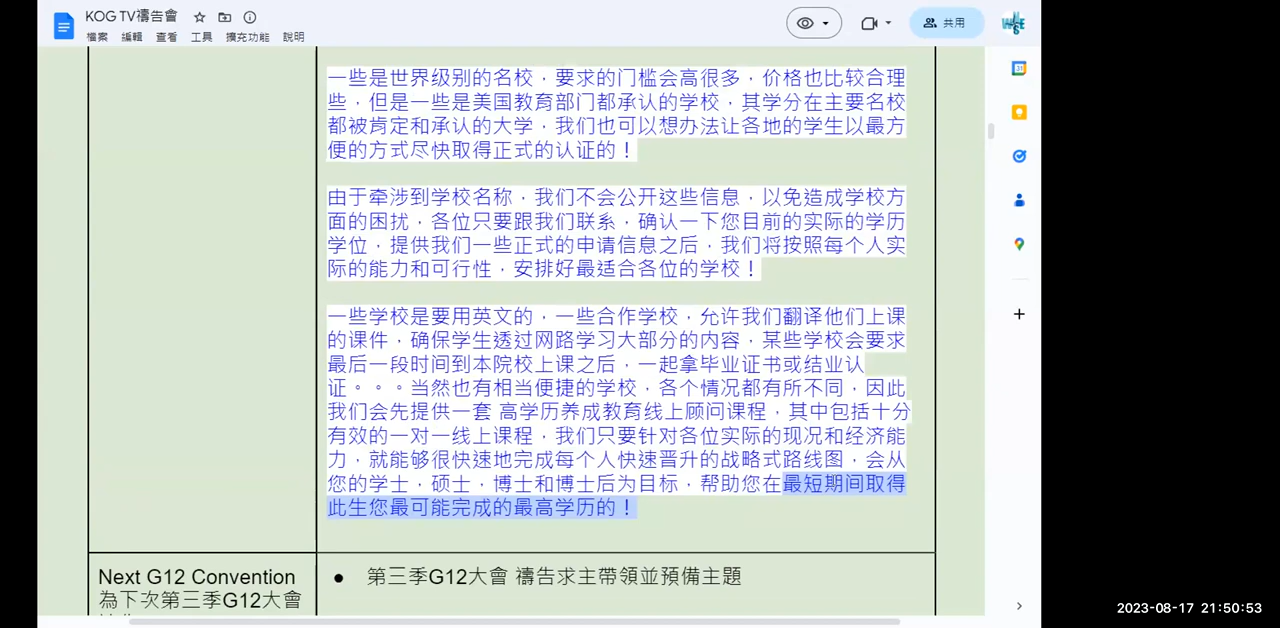 KOG TV禱告會
檔案 編輯 查看 工具 擴充功能 說明
共用
一些是世界级别的名校，要求的门槛会高很多，价格也比较合理
些，但是一些是美国教育部门都承认的学校，其学分在主要名校
都被肯定和承认的大学，我们也可以想办法让各地的学生以最方
便的方式尽快取得正式的认证的！
由于牵涉到学校名称，我们不会公开这些信息，以免造成学校方
面的困扰，各位只要跟我们联系，确认一下您目前的实际的学历
学位，提供我们一些正式的申请信息之后，我们将按照每个人实
际的能力和可行性，安排好最适合各位的学校！
一些学校是要用英文的，一些合作学校，允许我们翻译他们上课
的课件，确保学生透过网路学习大部分的内容，某些学校会要求
最后一段时间到本院校上课之后，一起拿毕业证书或结业认
证。。。当然也有相当便捷的学校，各个情况都有所不同，因此
我们会先提供一套 高学历养成教育线上顾问课程，其中包括十分
有效的一对一线上课程，我们只要针对各位实际的现况和经济能
力，就能够很快速地完成每个人快速晋升的战略式路线图，会从
您的学士，硕士，博士和博士后为目标，帮助您在最短期间取得
此生您最可能完成的最高学历的！
Next G12 Convention
為下次第三季G12大會
● 第三季G12大會 禱告求主帶領並預備主題
2023-08-17 21:50:53